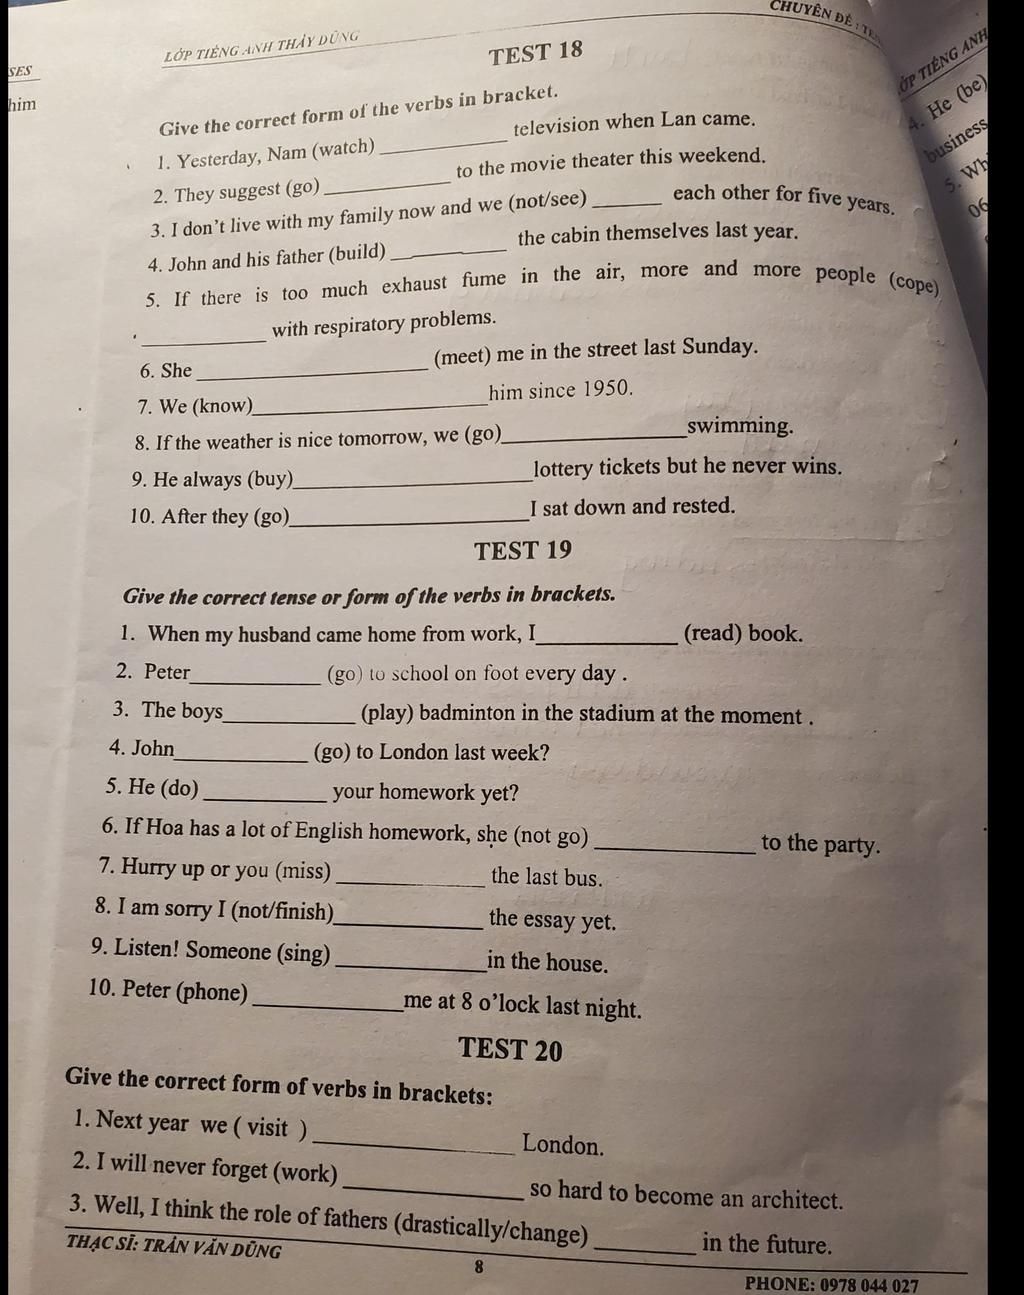 LỚP TIẾNG ANH THẦY DŨNG
CHUYÊN ĐỀ :
SES
him
TEST 18
Give the correct form of the verbs in bracket.
1. Yesterday, Nam (watch) __________ television when Lan came.
2. They suggest (go) __________ to the movie theater this weekend.
3. I don't live with my family now and we (not/see) ______ each other for five years.
4. John and his father (build) __________ the cabin themselves last year.
5. If there is too much exhaust fume in the air, more and more people (cope)
__________ with respiratory problems.
6. She __________________ (meet) me in the street last Sunday.
7. We (know)__________________ him since 1950.
8. If the weather is nice tomorrow, we (go)______________ swimming.
9. He always (buy)__________________ lottery tickets but he never wins.
10. After they (go)__________________ I sat down and rested.
TEST 19
Give the correct tense or form of the verbs in brackets.
1. When my husband came home from work, I___________ (read) book.
2. Peter__________ (go) to school on foot every day .
3. The boys__________ (play) badminton in the stadium at the moment .
4. John__________ (go) to London last week?
5. He (do) __________ your homework yet?
6. If Hoa has a lot of English homework, she (not go) ____________ to the party.
7. Hurry up or you (miss) ___________ the last bus.
8. I am sorry I (not/finish)___________ the essay yet.
9. Listen! Someone (sing) ___________ in the house.
10. Peter (phone) ___________ me at 8 o'lock last night.
TEST 20
Give the correct form of verbs in brackets:
1. Next year we ( visit ) _______________ London.
2. I will never forget (work) _____________ so hard to become an architect.
3. Well, I think the role of fathers (drastically/change) ________ in the future.
THẠC SĨ: TRẦN VĂN DŨNG
8
PHONE: 0978 044 027
LỚP TIẾNG ANH
4. He (be)
business
5.
06